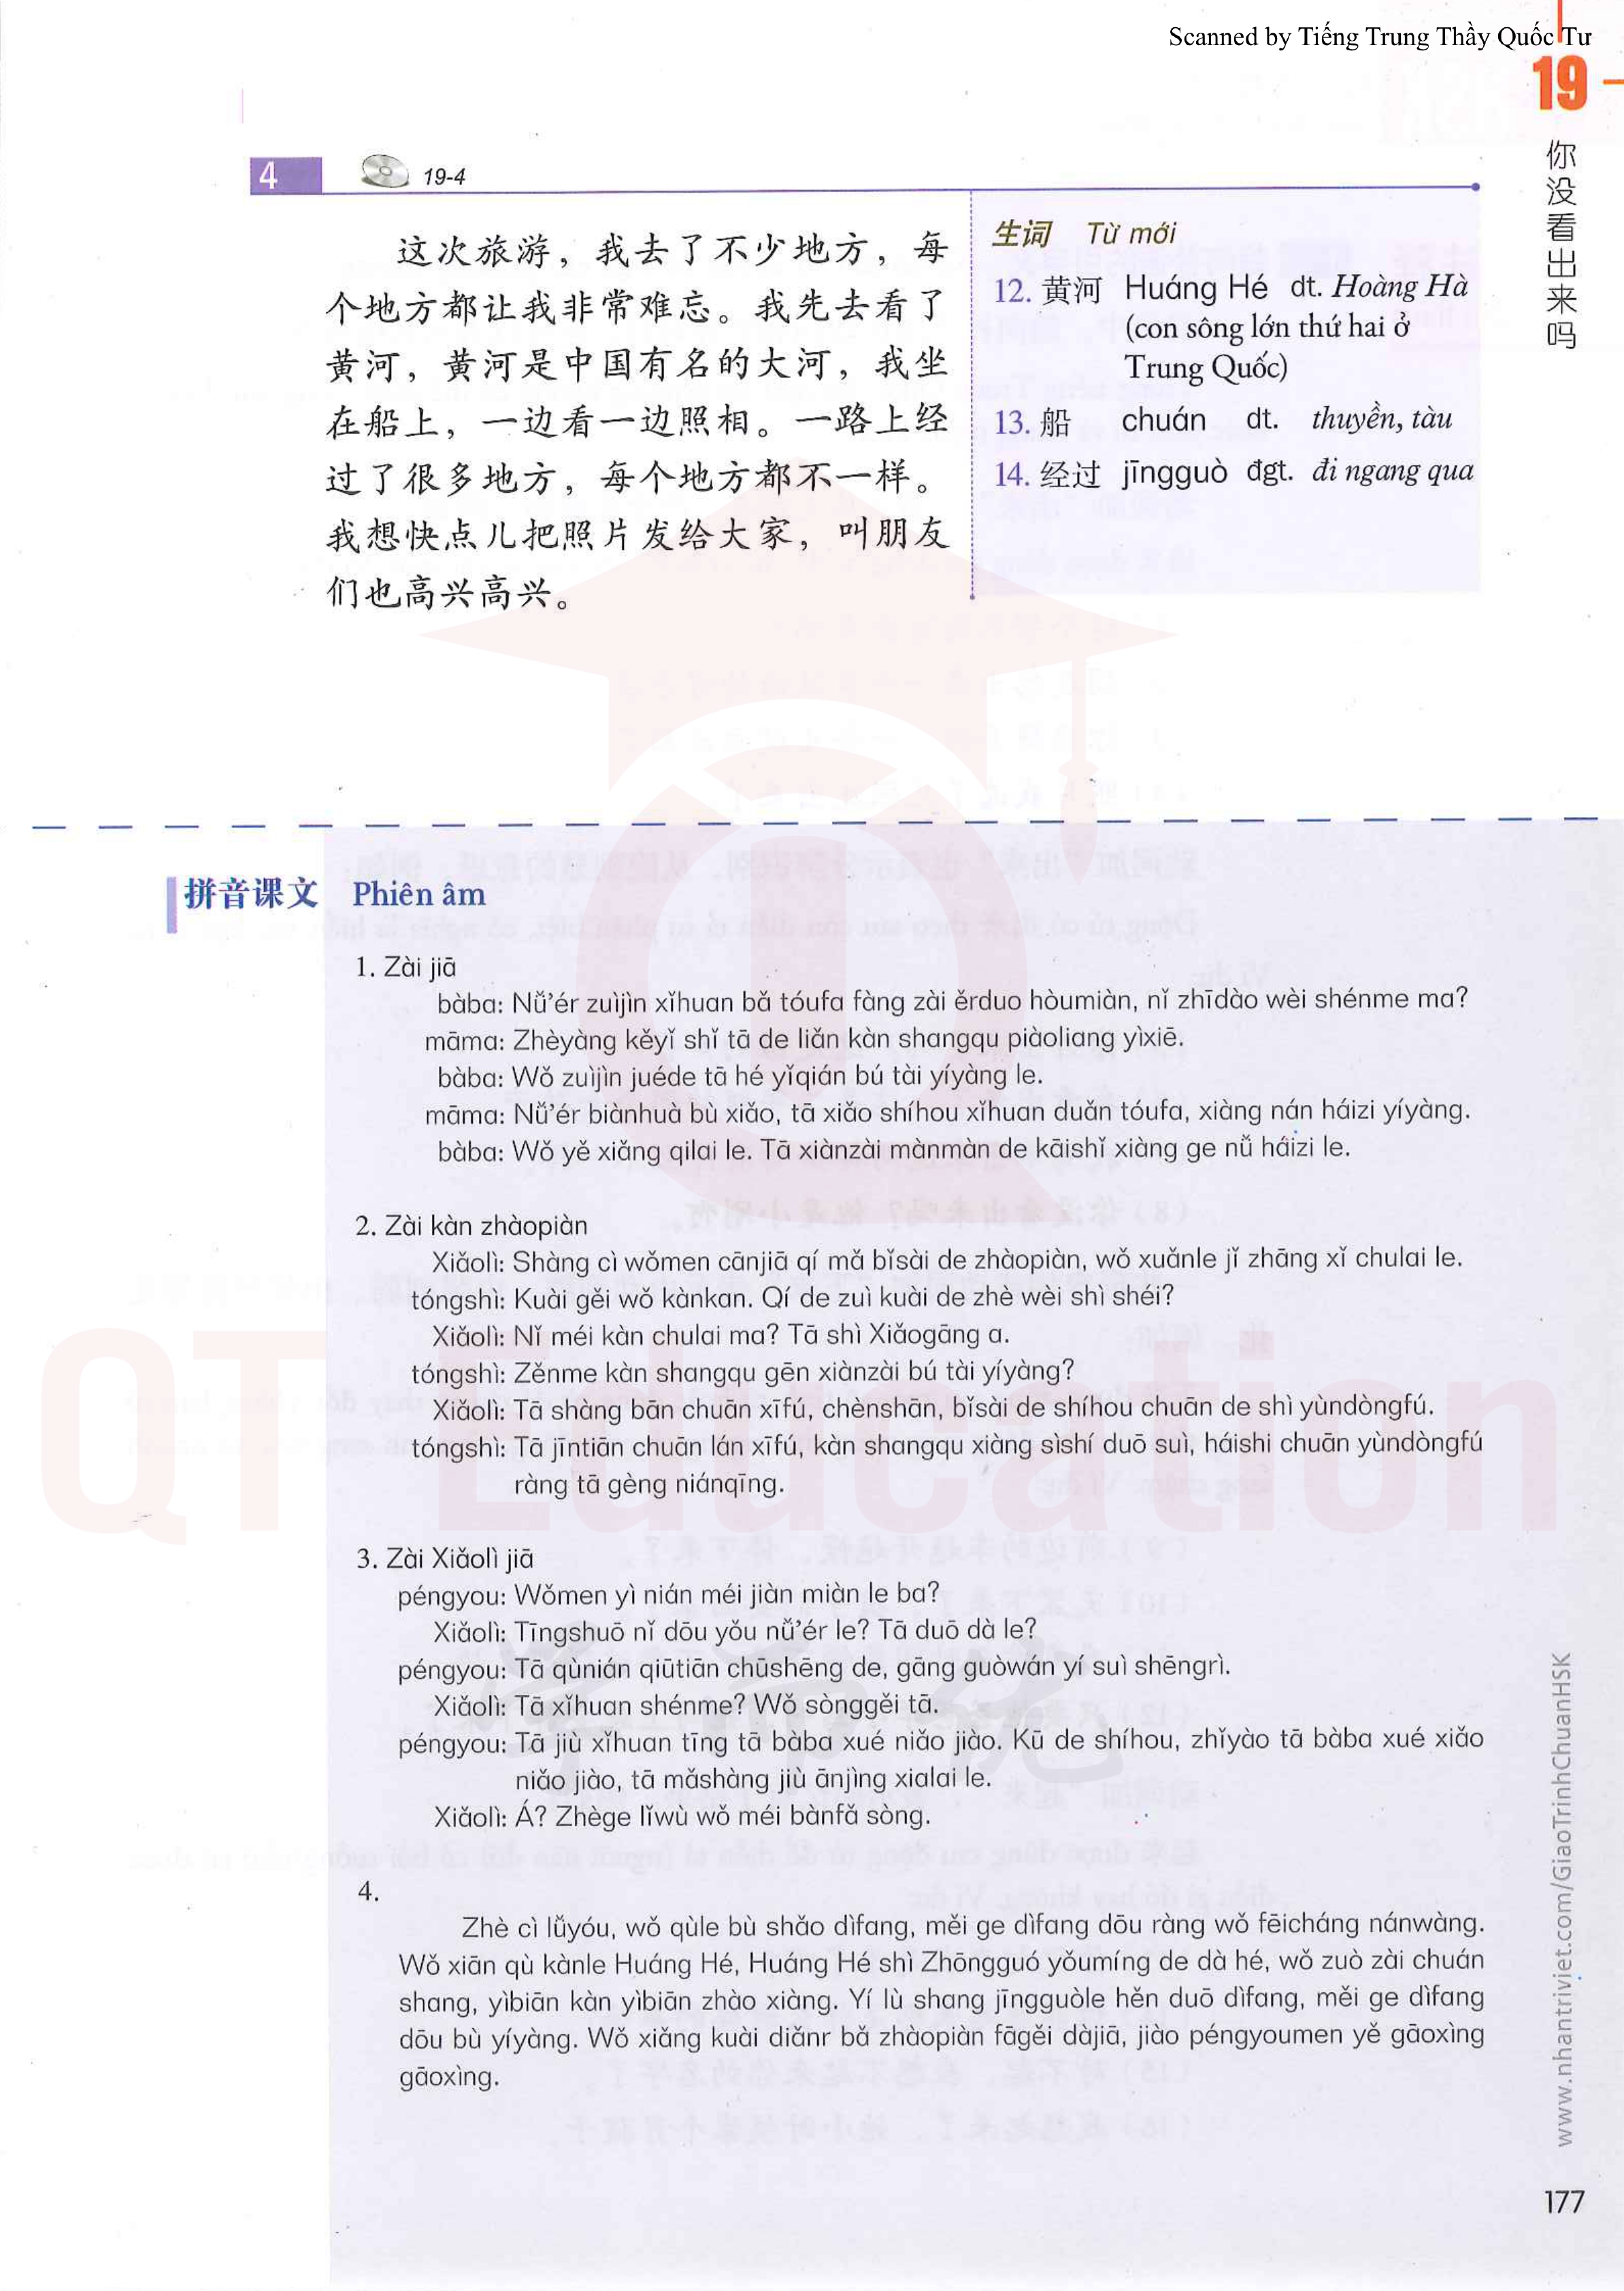 Scanned by Tiếng Trung Thầy Quốc Tư
19
你没看出来吗
4
19-4
这次旅游，我去了不少地方，每
个地方都让我非常难忘。我先去看了
黄河，黄河是中国有名的大河，我坐
在船上，一边看一边照相。一路上经
过了很多地方，每个地方都不一样。
我想快点儿把照片发给大家，叫朋友
们也高兴高兴。
生词 Từ mới
12. 黄河 Huáng Hé dt. Hoàng Hà
(con sông lớn thứ hai ở
Trung Quốc)
13. 船 chuán dt. thuyền, tàu
14. 经过 jīngguò đgt. đi ngang qua
拼音课文 Phiên âm
1. Zài jiā
bàba: Nǚ'ér zuìjìn xǐhuan bǎ tóufa fàng zài ěrduo hòumiàn, nǐ zhīdào wèi shénme ma?
māma: Zhèyàng kěyǐ shǐ tā de liǎn kàn shangqu piàoliang yìxiē.
bàba: Wǒ zuìjìn juéde tā hé yǐqián bú tài yíyàng le.
māma: Nǚ'ér biànhuà bù xiǎo, tā xiǎo shíhou xǐhuan duǎn tóufa, xiàng nán háizi yíyàng.
bàba: Wǒ yě xiǎng qilai le. Tā xiànzài mànmàn de kāishǐ xiàng ge nǚ háizi le.
2. Zài kàn zhàopiàn
Xiǎolì: Shàng cì wǒmen cānjiā qí mǎ bǐsài de zhàopiàn, wǒ xuǎnle jǐ zhāng xǐ chulai le.
tóngshì: Kuài gěi wǒ kànkan. Qí de zuì kuài de zhè wèi shì shéi?
Xiǎolì: Nǐ méi kàn chulai ma? Tā shì Xiǎogāng a.
tóngshì: Zěnme kàn shangqu gēn xiànzài bú tài yíyàng?
Xiǎolì: Tā shàng bān chuān xīfú, chènshān, bǐsài de shíhou chuān de shì yùndòngfú.
tóngshì: Tā jīntiān chuān lán xīfú, kàn shangqu xiàng sìshí duō suì, háishi chuān yùndòngfú
ràng tā gèng niánqīng.
3. Zài Xiǎolì jiā
péngyou: Wǒmen yì nián méi jiàn miàn le ba?
Xiǎolì: Tīngshuō nǐ dōu yǒu nǚ'ér le? Tā duō dà le?
péngyou: Tā qùnián qiūtiān chūshēng de, gāng guòwán yí suì shēngrì.
Xiǎolì: Tā xǐhuan shénme? Wǒ sònggěi tā.
péngyou: Tā jiù xǐhuan tīng tā bàba xué niǎo jiào. Kū de shíhou, zhǐyào tā bàba xué xiǎo
niǎo jiào, tā mǎshàng jiù ānjìng xialai le.
Xiǎolì: Á? Zhège lǐwù wǒ méi bànfǎ sòng.
4.
Zhè cì lǚyóu, wǒ qùle bù shǎo dìfang, měi ge dìfang dōu ràng wǒ fēicháng nánwàng.
Wǒ xiān qù kànle Huáng Hé, Huáng Hé shì Zhōngguó yǒumíng de dà hé, wǒ zuò zài chuán
shang, yìbiān kàn yìbiān zhào xiàng. Yí lù shang jīngguòle hěn duō dìfang, měi ge dìfang
dōu bù yíyàng. Wǒ xiǎng kuài diǎnr bǎ zhàopiàn fāgěi dàjiā, jiào péngyoumen yě gāoxìng
gāoxìng.
QT Education
www.nhantriviet.com/GiaoTrinhChuanHSK
177